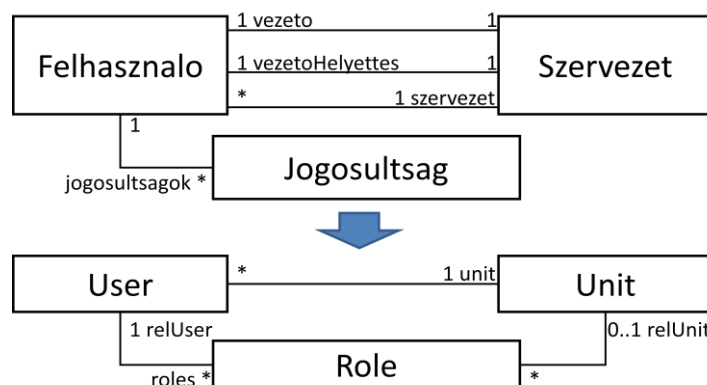 1 vezeto 1
Felhasznalo
1 vezetoHelyettes 1
Szervezet
* 1 szervezet
1
Jogosultsag
jogosultsagok *
User
* 1 unit
Unit
1 relUser
0..1 relUnit
Role
roles *
*